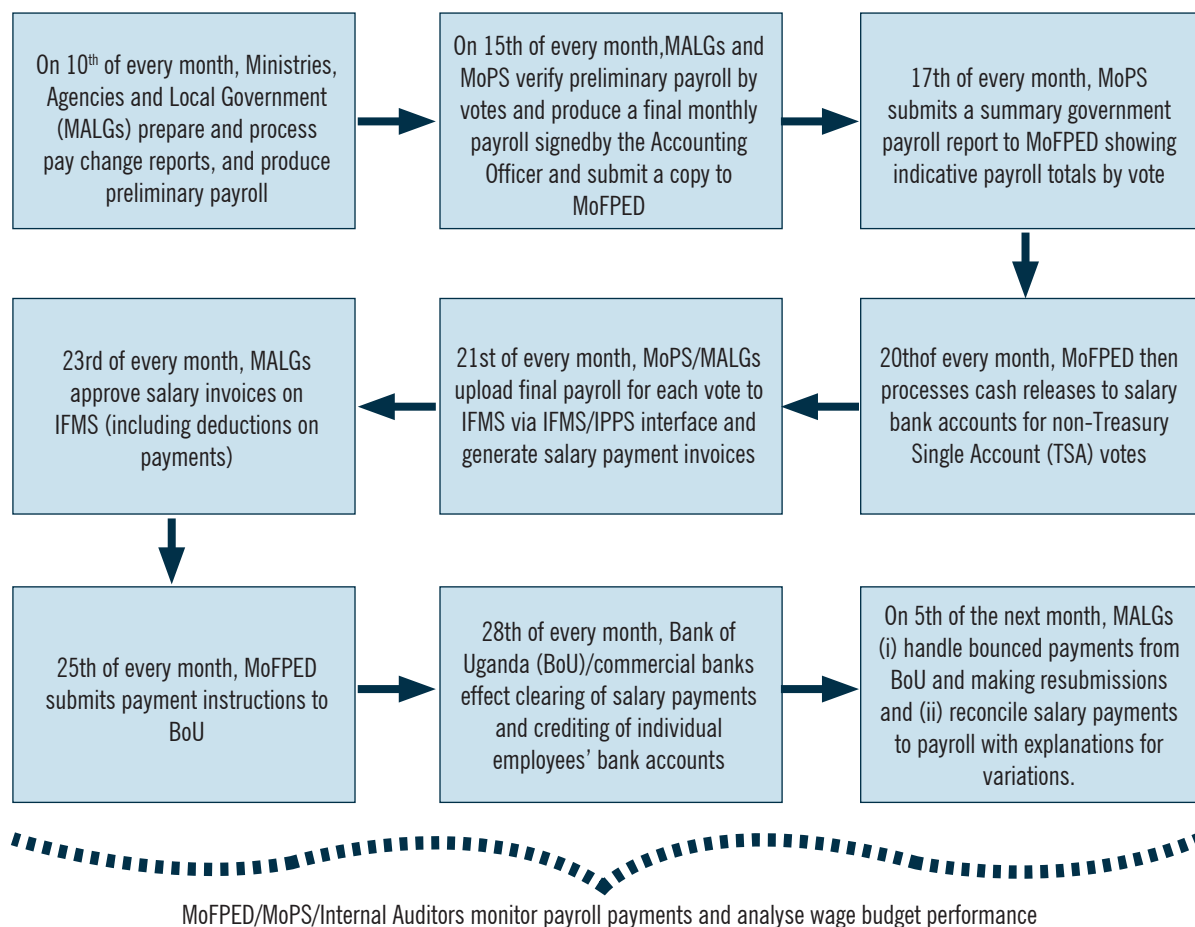 On 10th of every month, Ministries,
Agencies and Local Government
(MALGs) prepare and process
pay change reports, and produce
preliminary payroll
On 15th of every month,MALGs and
MoPS verify preliminary payroll by
votes and produce a final monthly
payroll signedby the Accounting
Officer and submit a copy to
MoFPED
17th of every month, MoPS
submits a summary government
payroll report to MoFPED showing
indicative payroll totals by vote
20thof every month, MoFPED then
processes cash releases to salary
bank accounts for non-Treasury
Single Account (TSA) votes
21st of every month, MoPS/MALGs
upload final payroll for each vote to
IFMS via IFMS/IPPS interface and
generate salary payment invoices
23rd of every month, MALGs
approve salary invoices on
IFMS (including deductions on
payments)
25th of every month, MoFPED
submits payment instructions to
BoU
28th of every month, Bank of
Uganda (BoU)/commercial banks
effect clearing of salary payments
and crediting of individual
employees’ bank accounts
On 5th of the next month, MALGs
(i) handle bounced payments from
BoU and making resubmissions
and (ii) reconcile salary payments
to payroll with explanations for
variations.
MoFPED/MoPS/Internal Auditors monitor payroll payments and analyse wage budget performance